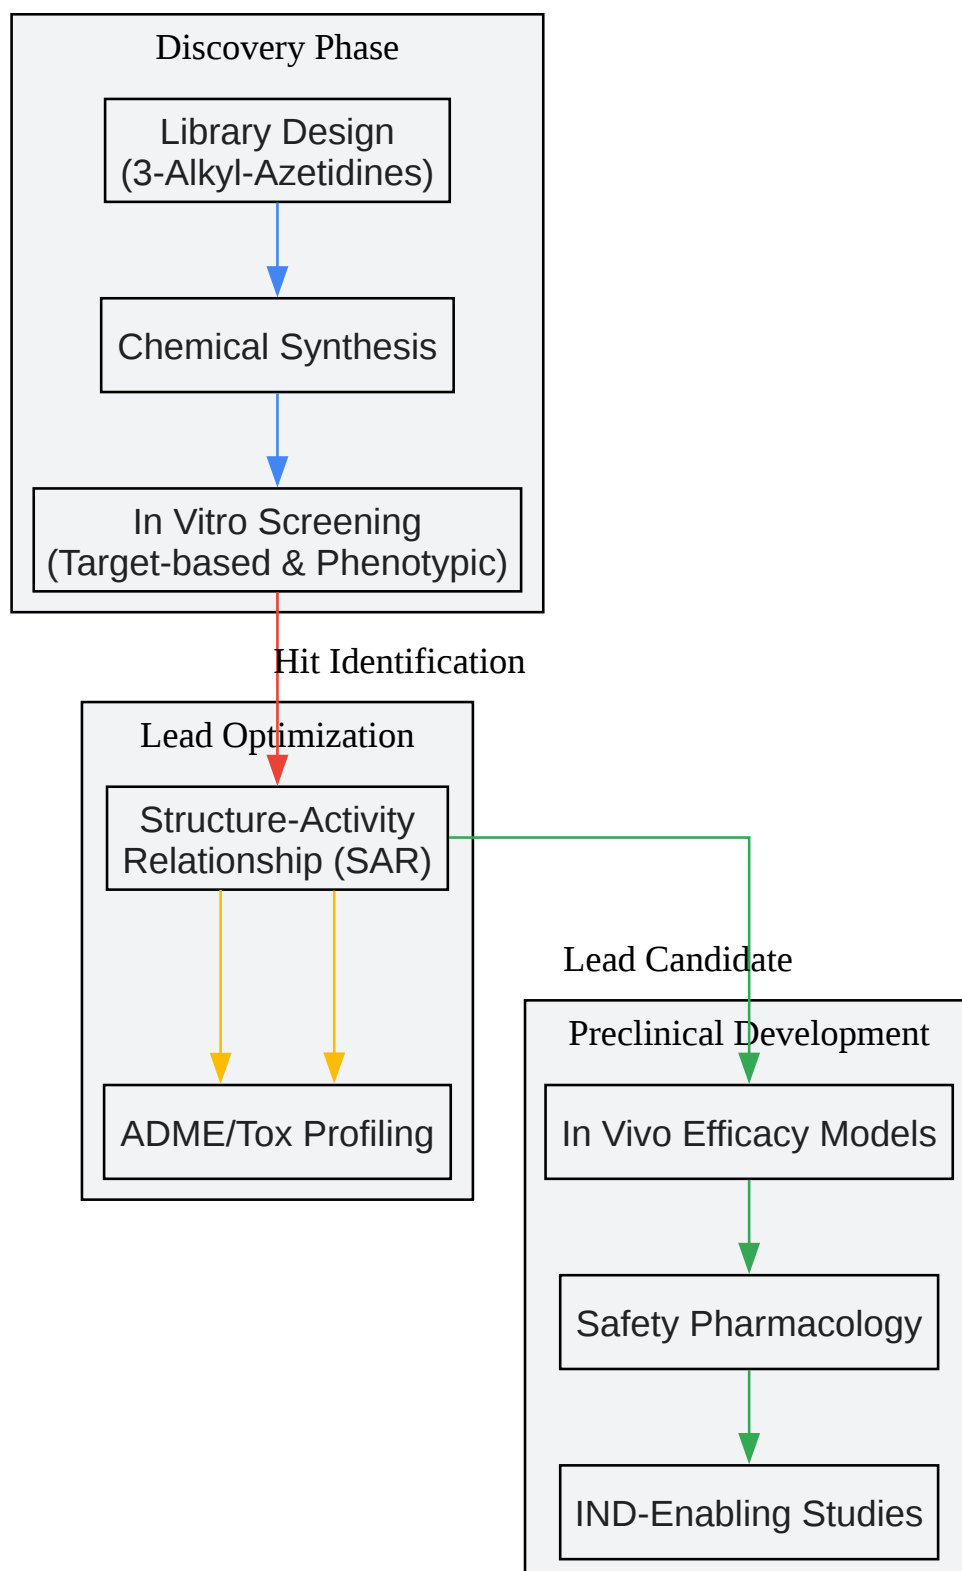 Discovery Phase
Library Design
(3-Alkyl-Azetidines)
Chemical Synthesis
In Vitro Screening
(Target-based & Phenotypic)
Hit Identification
Lead Optimization
Structure-Activity
Relationship (SAR)
ADME/Tox Profiling
Lead Candidate
Preclinical Development
In Vivo Efficacy Models
Safety Pharmacology
IND-Enabling Studies